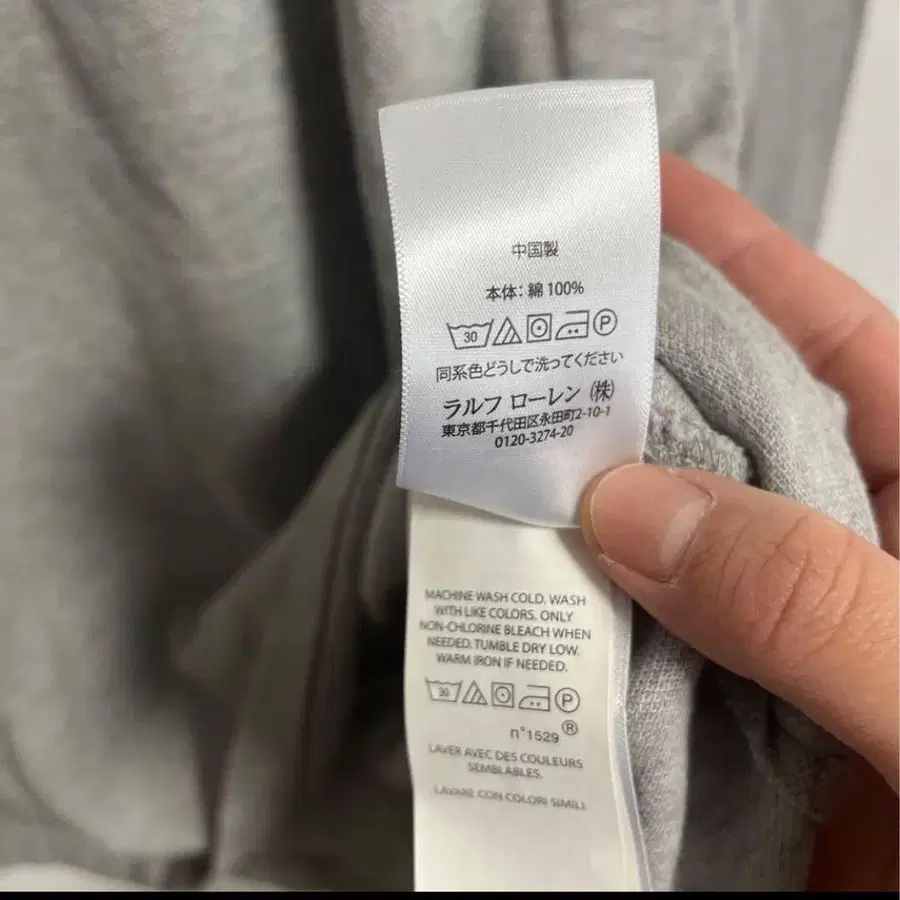 中国製
本体：綿 100%
30 P
同系色どうしで洗ってください
ラルフ ローレン（株）
東京都千代田区永田町2-10-1
0120-3274-20
MACHINE WASH COLD. WASH
WITH LIKE COLORS. ONLY
NON-CHLORINE BLEACH WHEN
NEEDED. TUMBLE DRY LOW.
WARM IRON IF NEEDED.
30 P
n°1529 ®
LAVER AVEC DES COULEURS
SEMBLABLES.
LAVARE CON COLORI SIMILI